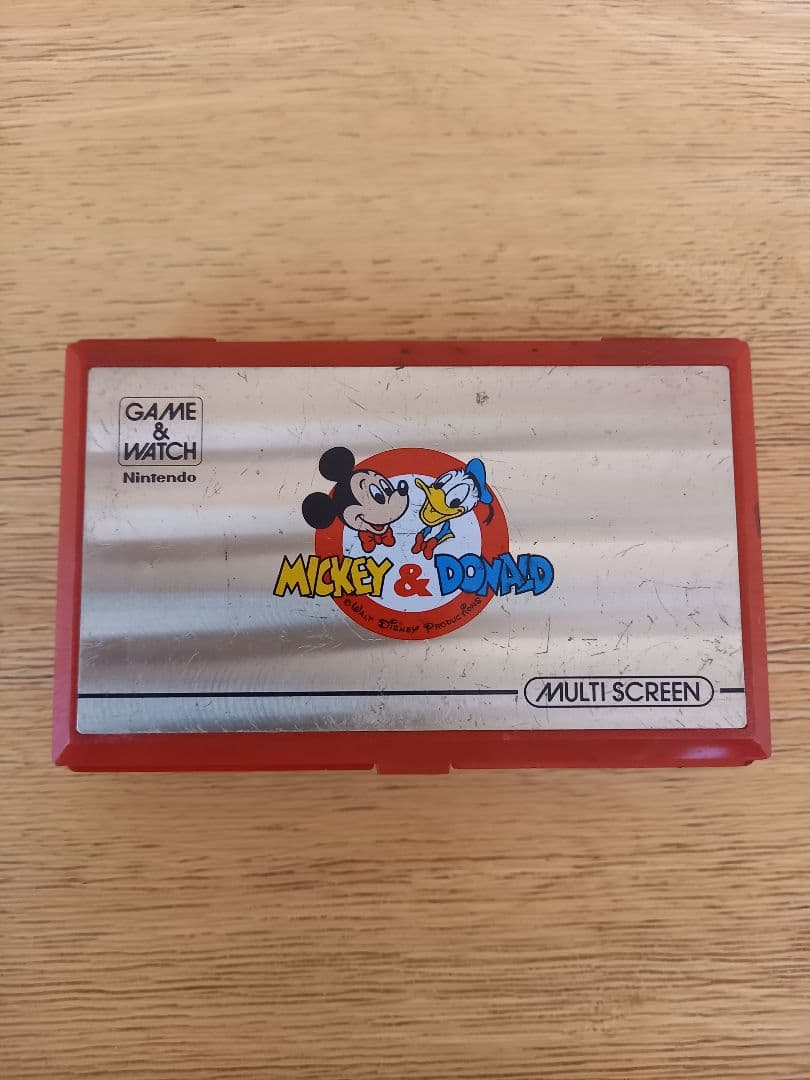 GAME
&
WATCH
Nintendo
MICKEY & DONALD
© WALT DISNEY PRODUCTIONS
MULTI SCREEN